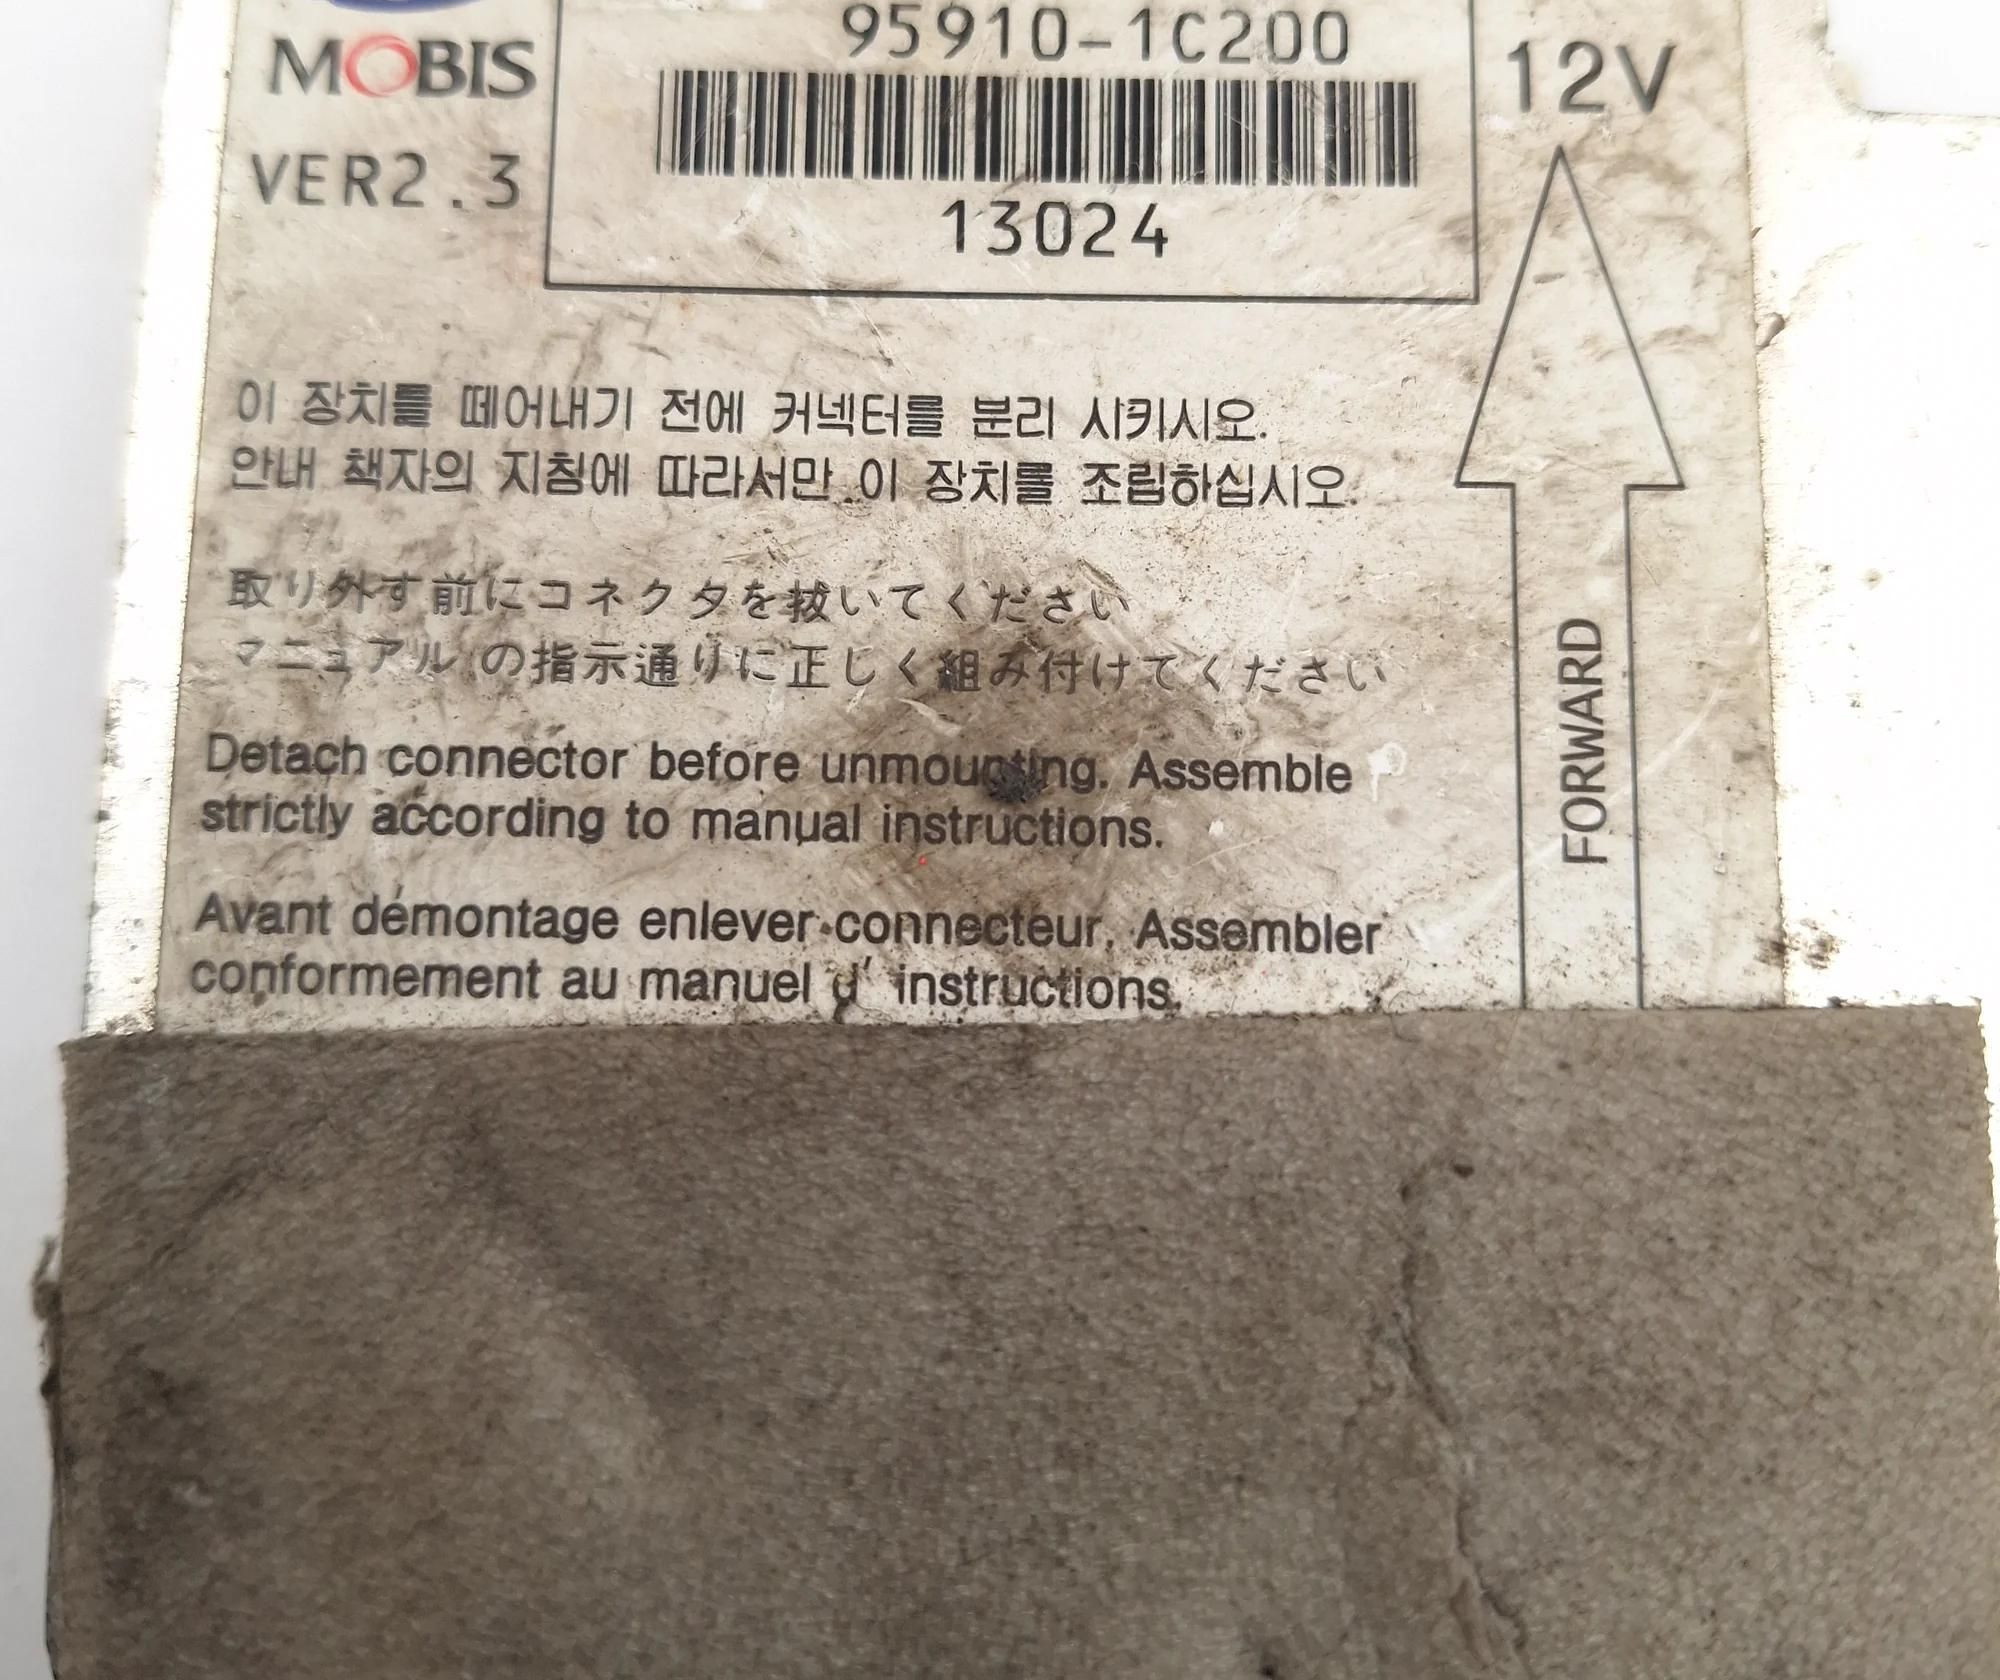 95910-1C200
MOBIS
12V
VER2.3
13024
이 장치를 떼어내기 전에 커넥터를 분리 시키시오.
안내 책자의 지침에 따라서만 이 장치를 조립하십시오.
取り外す前にコネクタを抜いてください
マニュアルの指示通りに正しく組み付けてください
Detach connector before unmounting. Assemble
strictly according to manual instructions.
Avant démontage enlever connecteur. Assembler
conformement au manuel d' instructions.
FORWARD